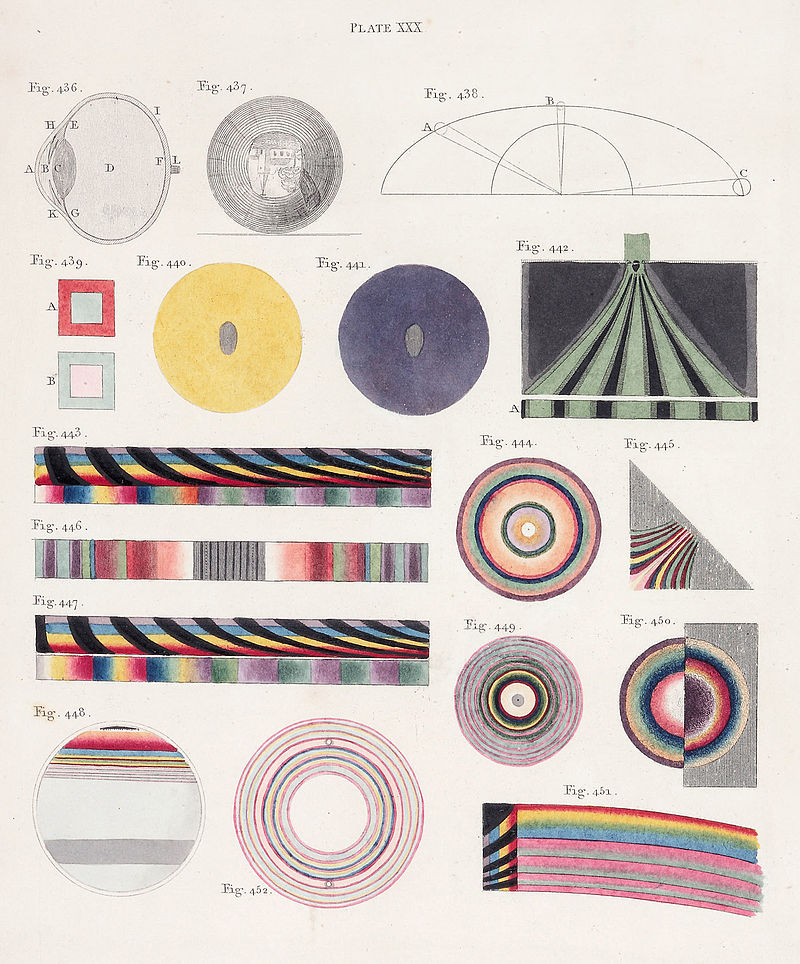 PLATE XXX
Fig. 436.
Fig. 437.
Fig. 438.
H E I
A B C D F L
K G
A B C
Fig. 439.
Fig. 440.
Fig. 441.
Fig. 442.
A
B
A
Fig. 443.
Fig. 444.
Fig. 445.
Fig. 446.
Fig. 447.
Fig. 448.
Fig. 449.
Fig. 450.
Fig. 451.
Fig. 452.